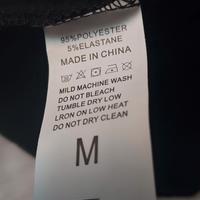 95%POLYESTER
5%ELASTANE
MADE IN CHINA
MILD MACHINE WASH
DO NOT BLEACH
TUMBLE DRY LOW
LRON ON LOW HEAT
DO NOT DRY CLEAN
M